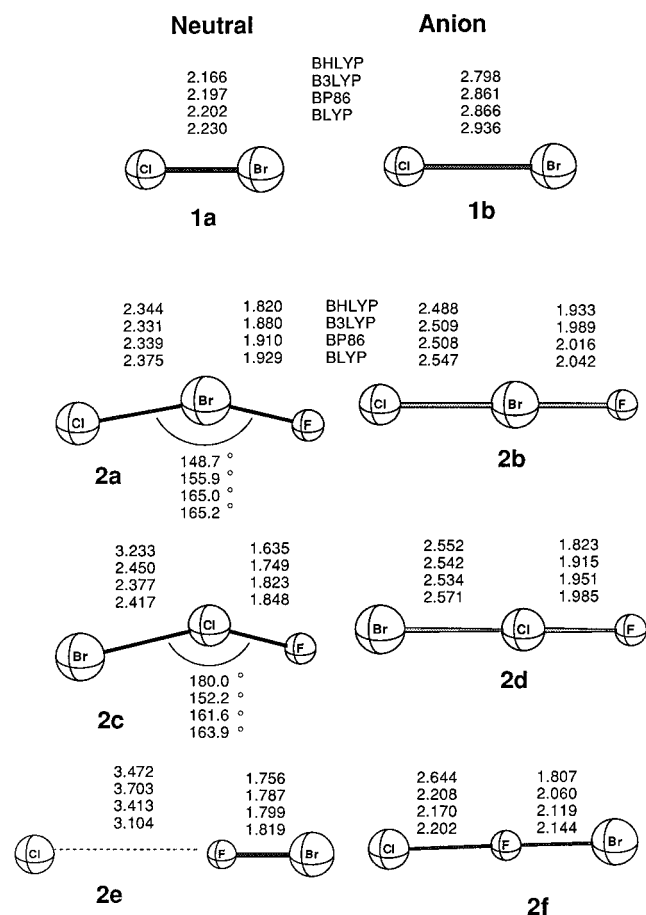 Neutral Anion
BHLYP
B3LYP
BP86
BLYP
2.166
2.197
2.202
2.230
2.798
2.861
2.866
2.936
Cl Br
1a
Cl Br
1b
2.344 1.820
2.331 1.880
2.339 1.910
2.375 1.929
BHLYP
B3LYP
BP86
BLYP
2.488 1.933
2.509 1.989
2.508 2.016
2.547 2.042
Cl Br F
148.7 °
155.9 °
165.0 °
165.2 °
2a
Cl Br F
2b
3.233 1.635
2.450 1.749
2.377 1.823
2.417 1.848
2.552 1.823
2.542 1.915
2.534 1.951
2.571 1.985
Br Cl F
180.0 °
152.2 °
161.6 °
163.9 °
2c
Br Cl F
2d
3.472 1.756
3.703 1.787
3.413 1.799
3.104 1.819
2.644 1.807
2.208 2.060
2.170 2.119
2.202 2.144
Cl F Br
2e
Cl F Br
2f